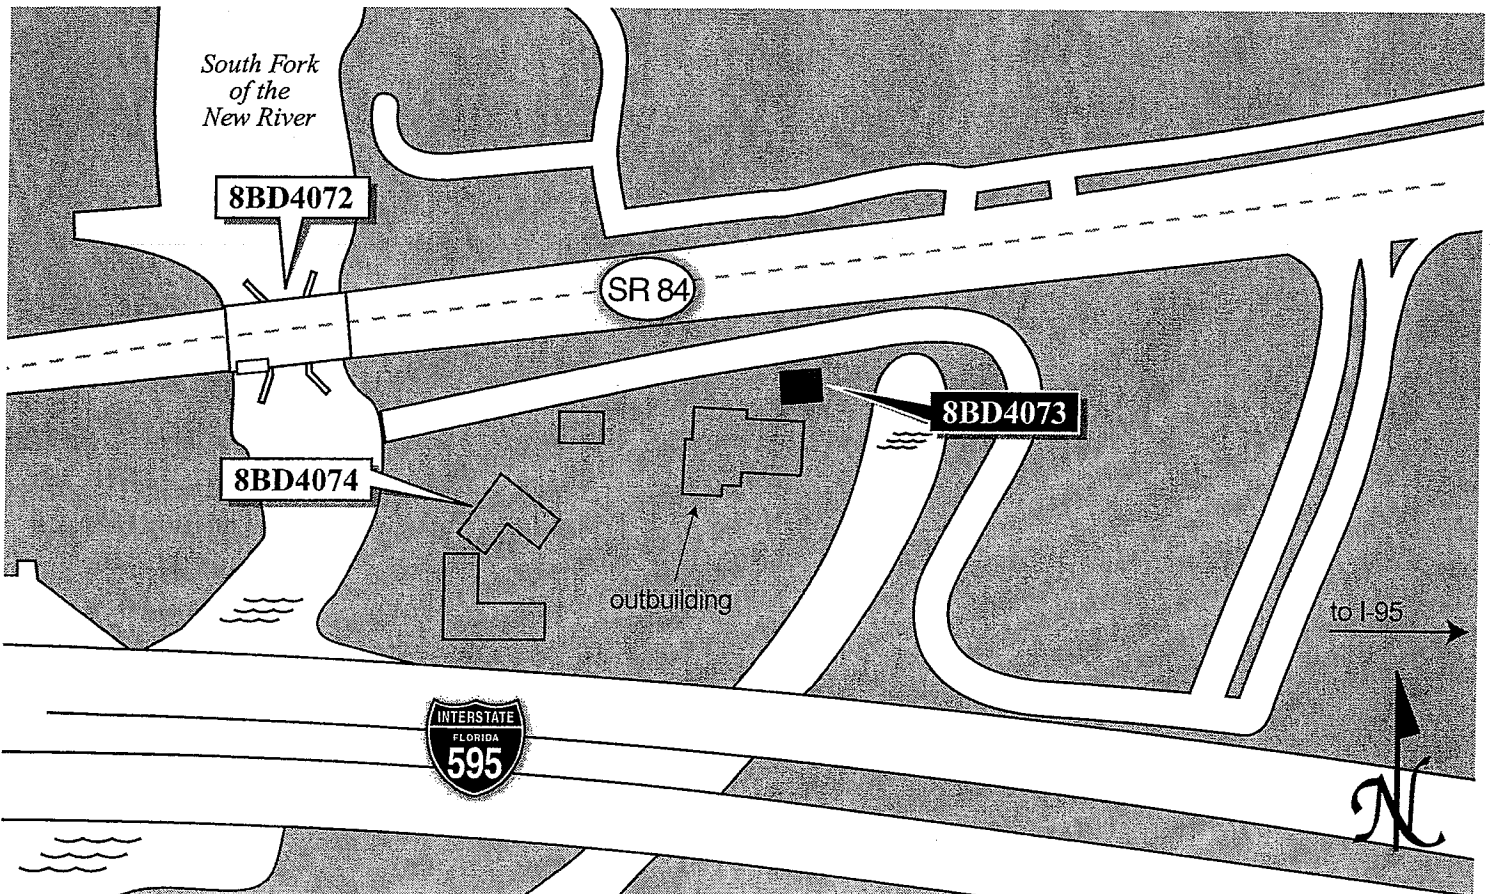 South Fork
of the
New River
8BD4072
SR 84
8BD4073
8BD4074
outbuilding
to I-95
INTERSTATE
FLORIDA
595
N